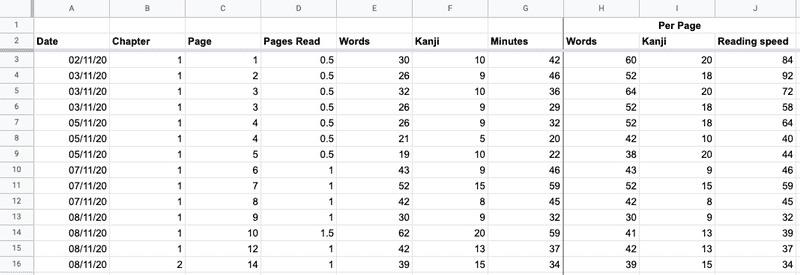 A B C D E F G H I J
1 Per Page
2 Date Chapter Page Pages Read Words Kanji Minutes Words Kanji Reading speed
3 02/11/20 1 1 0.5 30 10 42 60 20 84
4 03/11/20 1 2 0.5 26 9 46 52 18 92
5 03/11/20 1 3 0.5 32 10 36 64 20 72
6 03/11/20 1 3 0.5 26 9 29 52 18 58
7 05/11/20 1 4 0.5 26 9 32 52 18 64
8 05/11/20 1 4 0.5 21 5 20 42 10 40
9 05/11/20 1 5 0.5 19 10 22 38 20 44
10 07/11/20 1 6 1 43 9 46 43 9 46
11 07/11/20 1 7 1 52 15 59 52 15 59
12 07/11/20 1 8 1 42 8 45 42 8 45
13 08/11/20 1 9 1 30 9 32 30 9 32
14 08/11/20 1 10 1.5 62 20 59 41 13 39
15 08/11/20 1 12 1 42 13 37 42 13 37
16 08/11/20 2 14 1 39 15 34 39 15 34